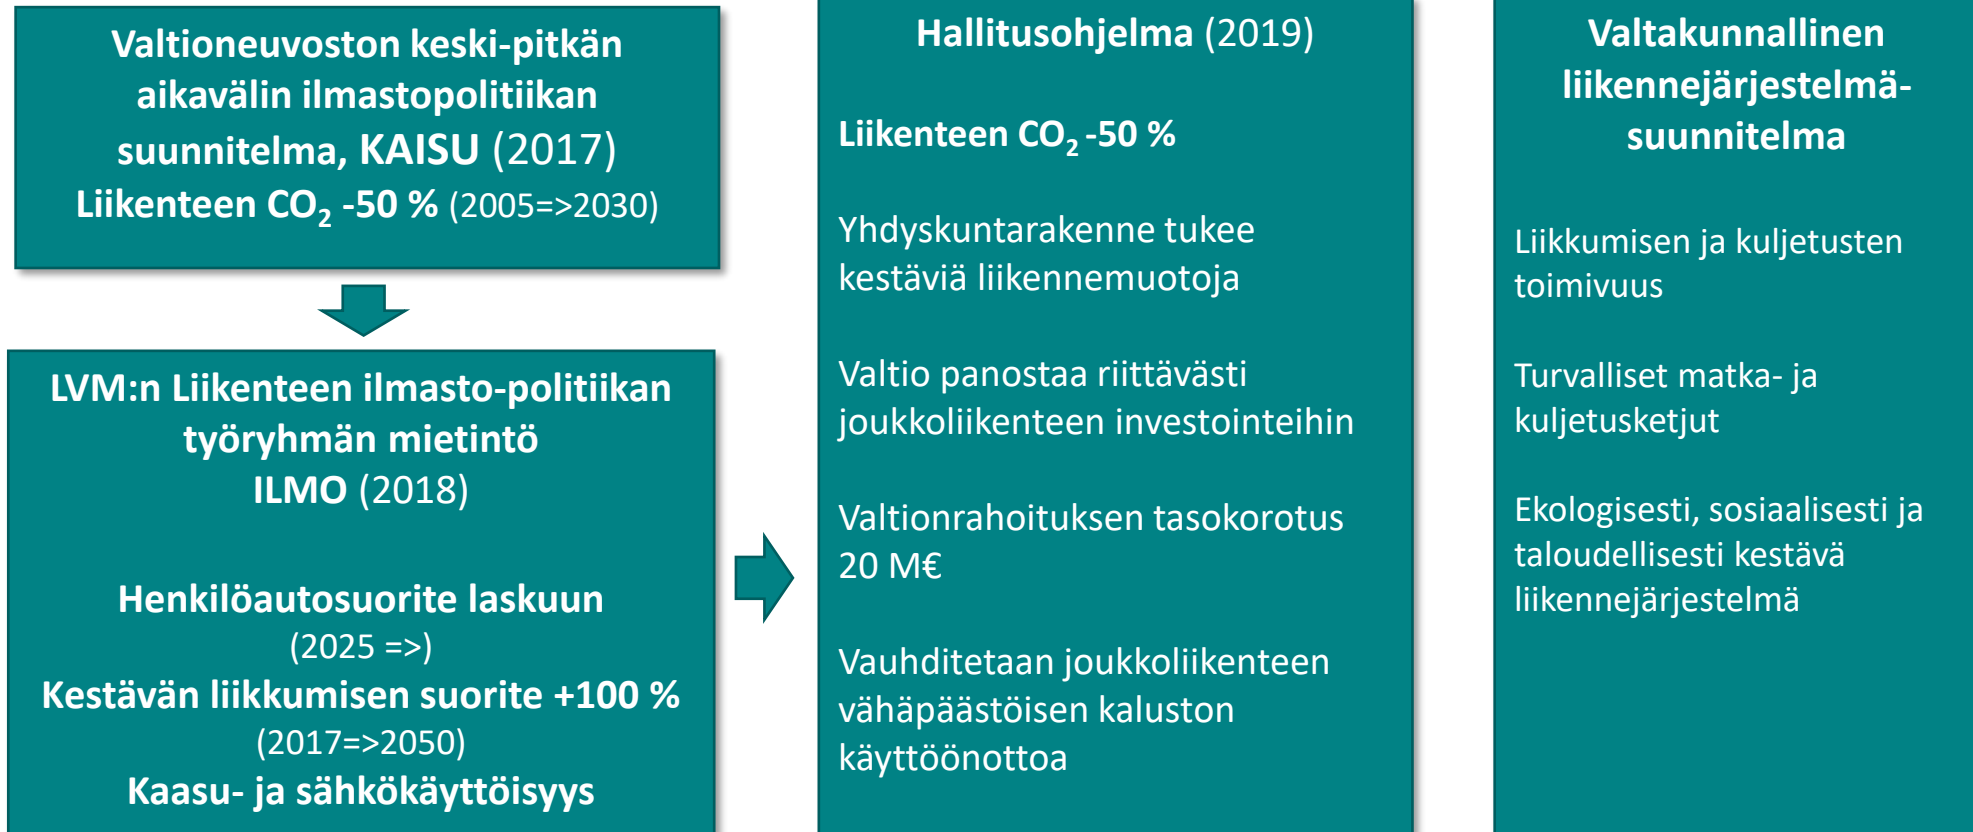 Valtioneuvoston keski-pitkän
aikavälin ilmastopolitiikan
suunnitelma, KAISU (2017)
Liikenteen CO₂ -50 % (2005=>2030)
LVM:n Liikenteen ilmasto-politiikan
työryhmän mietintö
ILMO (2018)
Henkilöautosuorite laskuun
(2025 =>)
Kestävän liikkumisen suorite +100 %
(2017=>2050)
Kaasu- ja sähkökäyttöisyys
Hallitusohjelma (2019)
Liikenteen CO₂ -50 %
Yhdyskuntarakenne tukee
kestäviä liikennemuotoja
Valtio panostaa riittävästi
joukkoliikenteen investointeihin
Valtionrahoituksen tasokorotus
20 M€
Vauhditetaan joukkoliikenteen
vähäpäästöisen kaluston
käyttöönottoa
Valtakunnallinen
liikennejärjestelmä-
suunnitelma
Liikkumisen ja kuljetusten
toimivuus
Turvalliset matka- ja
kuljetusketjut
Ekologisesti, sosiaalisesti ja
taloudellisesti kestävä
liikennejärjestelmä